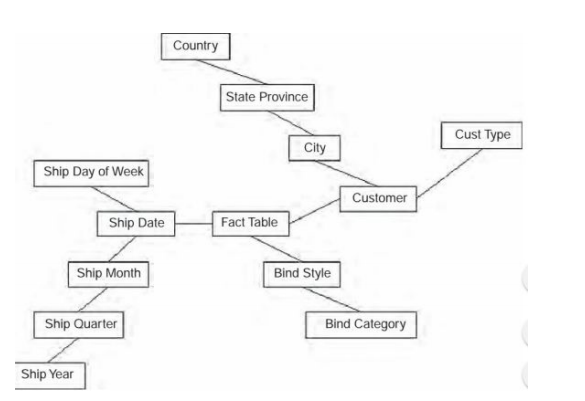 Country
State Province
Cust Type
City
Ship Day of Week
Customer
Ship Date
Fact Table
Ship Month
Bind Style
Ship Quarter
Bind Category
Ship Year